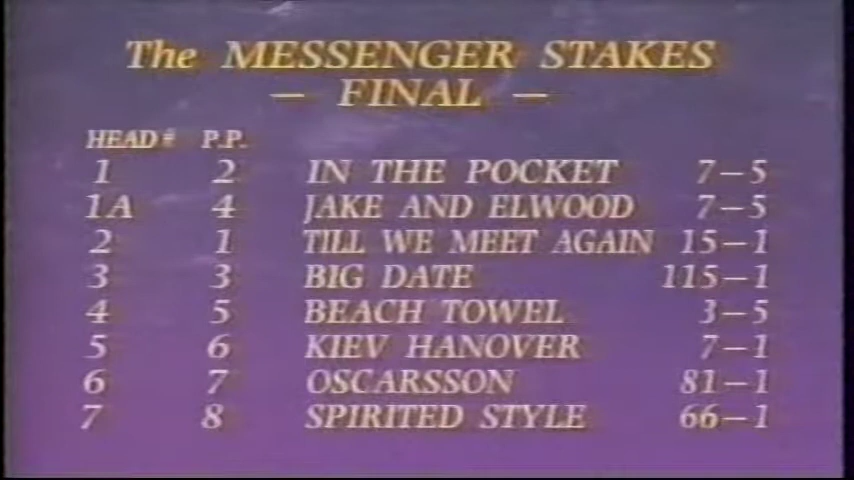 The MESSENGER STAKES
— FINAL —
HEAD# P.P.
1 2 IN THE POCKET 7–5
1A 4 JAKE AND ELWOOD 7–5
2 1 TILL WE MEET AGAIN 15–1
3 3 BIG DATE 115–1
4 5 BEACH TOWEL 3–5
5 6 KIEV HANOVER 7–1
6 7 OSCARSSON 81–1
7 8 SPIRITED STYLE 66–1